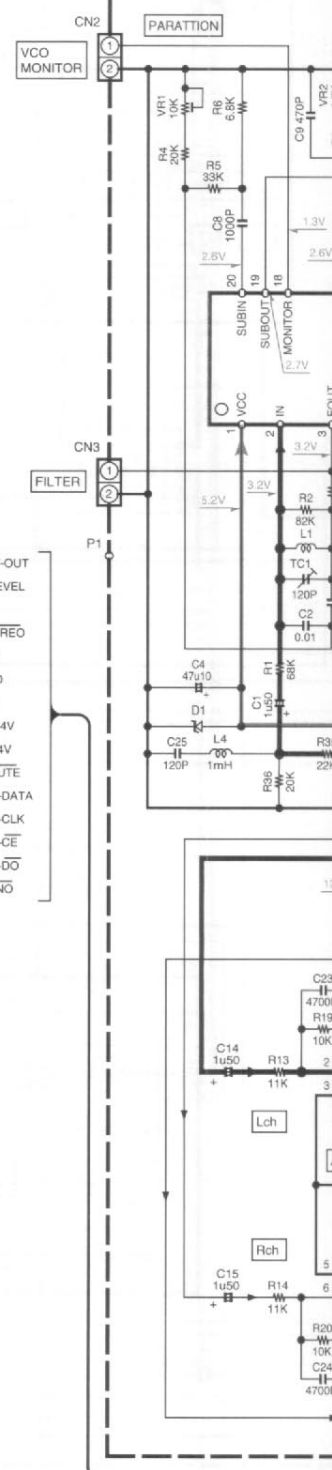 CN2
PARATTION
VCO
MONITOR
1
2
VR1
10K
R6
6.8K
C9 470P
VR2
R4
20K
R5
33K
C8
1000P
1.3V
2.6V
2.6V
20
19
18
SUBIN
SUBOUT
MONITOR
2.7V
VCC
IN
1
2
3
CN3
1
2
FILTER
3.2V
5.2V
3.2V
R2
82K
L1
TC1
120P
C2
0.01
P1
-OUT
EVEL
REO
4V
4V
UTE
-DATA
-CLK
-CE
-DO
NO
C4
47u10
+
R1
68K
C1
1u50
+
D1
C25
120P
L4
1mH
R36
20K
22K
C23
4700P
R19
10K
C14
1u50
+
R13
11K
2
3
Lch
Rch
5
6
C15
1u50
+
R14
11K
R20
10K
C24
4700P